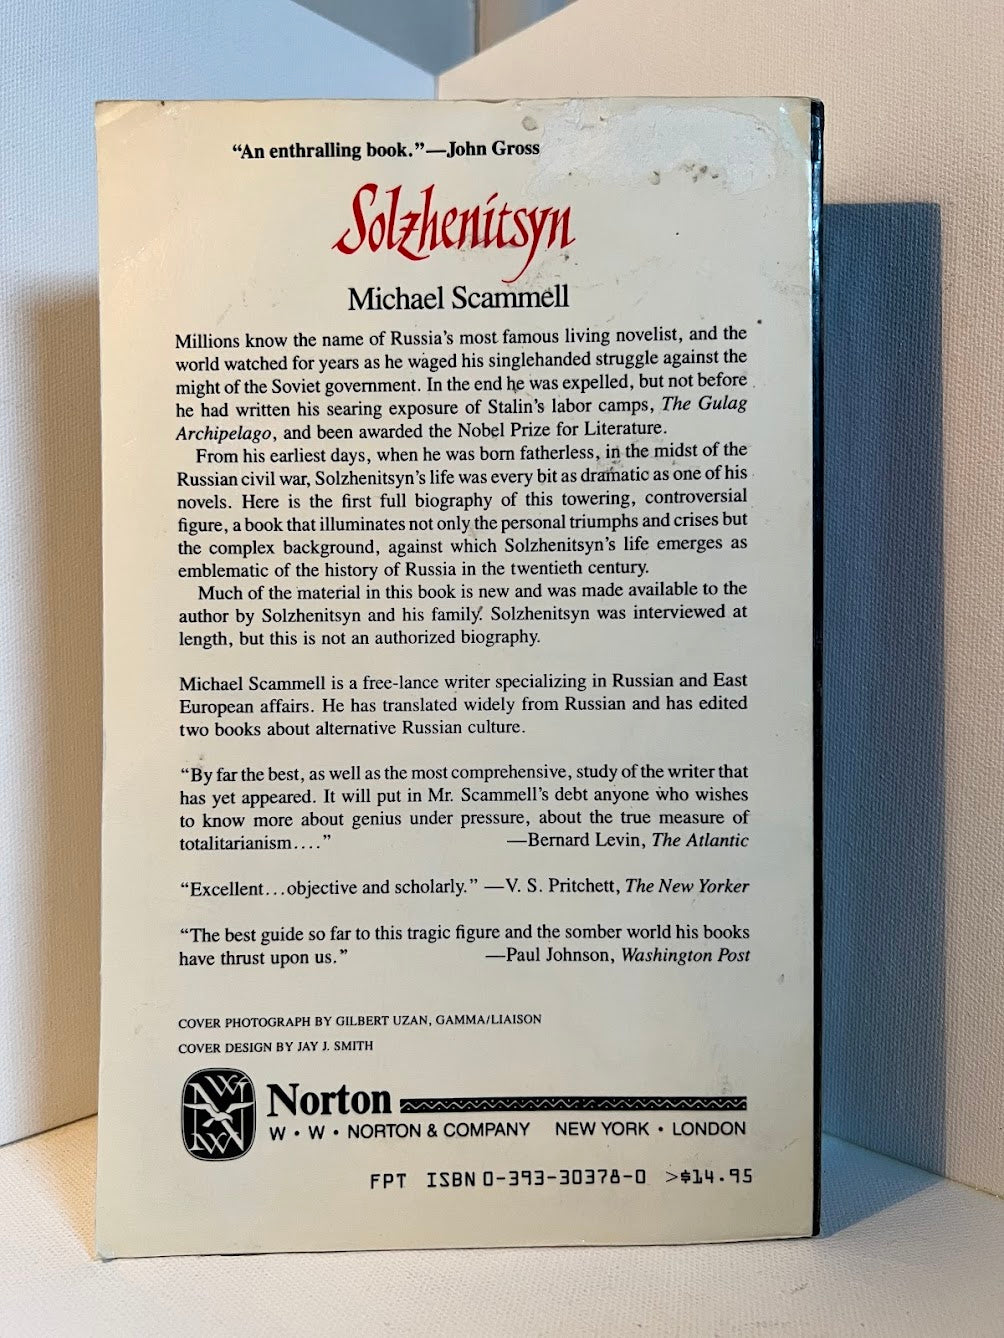 “An enthralling book.”—John Gross
Solzhenitsyn
Michael Scammell
Millions know the name of Russia’s most famous living novelist, and the
world watched for years as he waged his singlehanded struggle against the
might of the Soviet government. In the end he was expelled, but not before
he had written his searing exposure of Stalin’s labor camps, The Gulag
Archipelago, and been awarded the Nobel Prize for Literature.
From his earliest days, when he was born fatherless, in the midst of the
Russian civil war, Solzhenitsyn’s life was every bit as dramatic as one of his
novels. Here is the first full biography of this towering, controversial
figure, a book that illuminates not only the personal triumphs and crises but
the complex background, against which Solzhenitsyn’s life emerges as
emblematic of the history of Russia in the twentieth century.
Much of the material in this book is new and was made available to the
author by Solzhenitsyn and his family. Solzhenitsyn was interviewed at
length, but this is not an authorized biography.
Michael Scammell is a free-lance writer specializing in Russian and East
European affairs. He has translated widely from Russian and has edited
two books about alternative Russian culture.
“By far the best, as well as the most comprehensive, study of the writer that
has yet appeared. It will put in Mr. Scammell’s debt anyone who wishes
to know more about genius under pressure, about the true measure of
totalitarianism....” —Bernard Levin, The Atlantic
“Excellent...objective and scholarly.” —V. S. Pritchett, The New Yorker
“The best guide so far to this tragic figure and the somber world his books
have thrust upon us.” —Paul Johnson, Washington Post
COVER PHOTOGRAPH BY GILBERT UZAN, GAMMA/LIAISON
COVER DESIGN BY JAY J. SMITH
Norton
W • W • NORTON & COMPANY NEW YORK • LONDON
FPT ISBN 0-393-30378-0 >$14.95